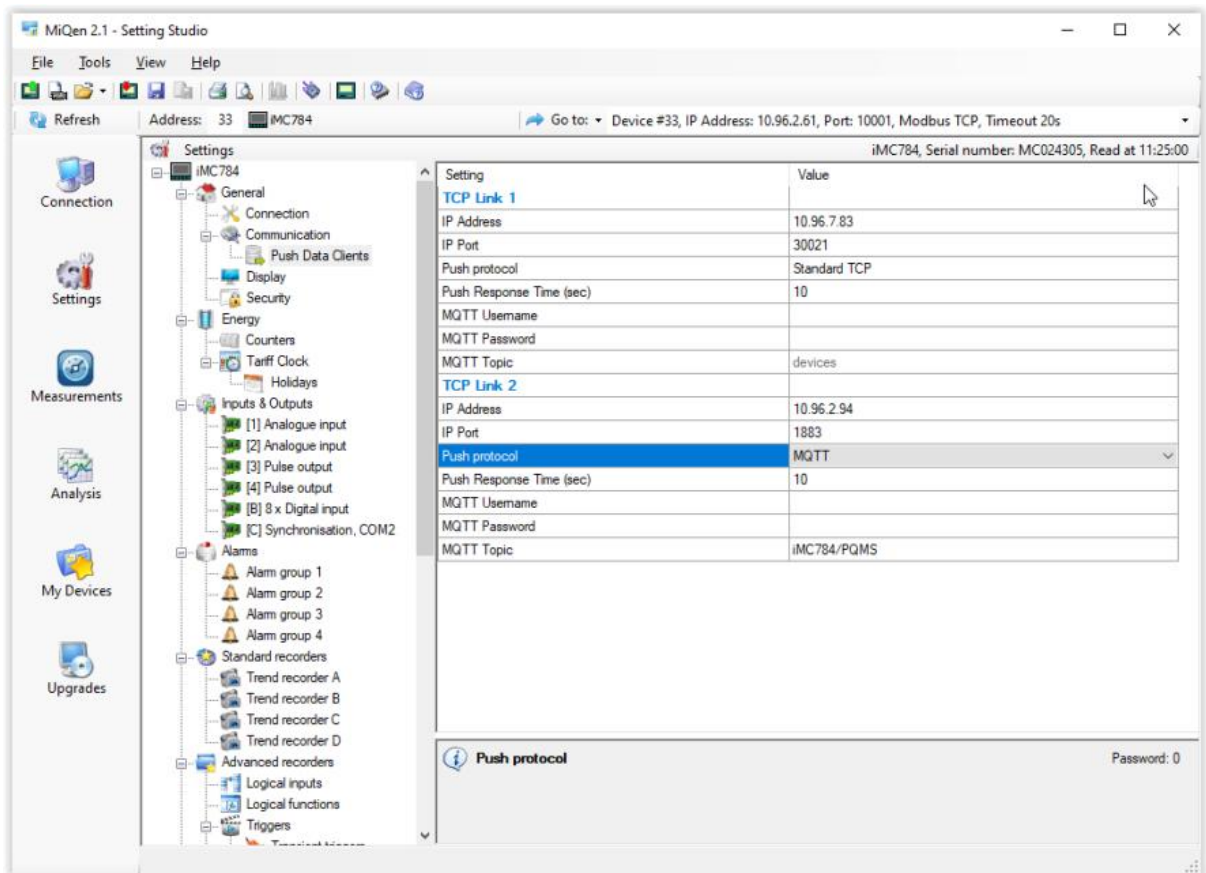 MiQen 2.1 - Setting Studio
File Tools View Help
Refresh Address: 33 iMC784 Go to: Device #33, IP Address: 10.96.2.61, Port: 10001, Modbus TCP, Timeout 20s
Settings iMC784, Serial number: MC024305, Read at 11:25:00
Connection
Settings
Measurements
Analysis
My Devices
Upgrades
iMC784
General
Connection
Communication
Push Data Clients
Display
Security
Energy
Counters
Tariff Clock
Holidays
Inputs & Outputs
[1] Analogue input
[2] Analogue input
[3] Pulse output
[4] Pulse output
[B] 8 x Digital input
[C] Synchronisation, COM2
Alarms
Alarm group 1
Alarm group 2
Alarm group 3
Alarm group 4
Standard recorders
Trend recorder A
Trend recorder B
Trend recorder C
Trend recorder D
Advanced recorders
Logical inputs
Logical functions
Triggers
Transient triggers
Setting Value
TCP Link 1
IP Address 10.96.7.83
IP Port 30021
Push protocol Standard TCP
Push Response Time (sec) 10
MQTT Username
MQTT Password
MQTT Topic devices
TCP Link 2
IP Address 10.96.2.94
IP Port 1883
Push protocol MQTT
Push Response Time (sec) 10
MQTT Username
MQTT Password
MQTT Topic iMC784/PQMS
Push protocol Password: 0